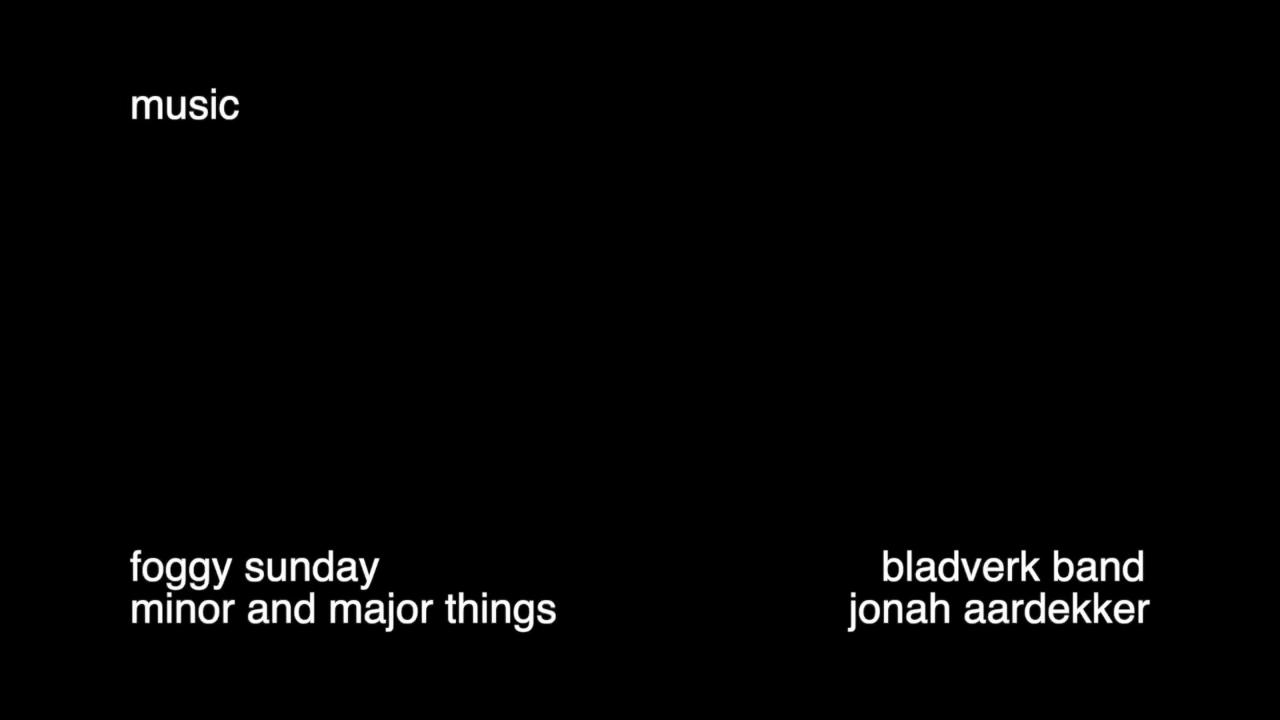 music
foggy sunday bladverk band
minor and major things jonah aardekker